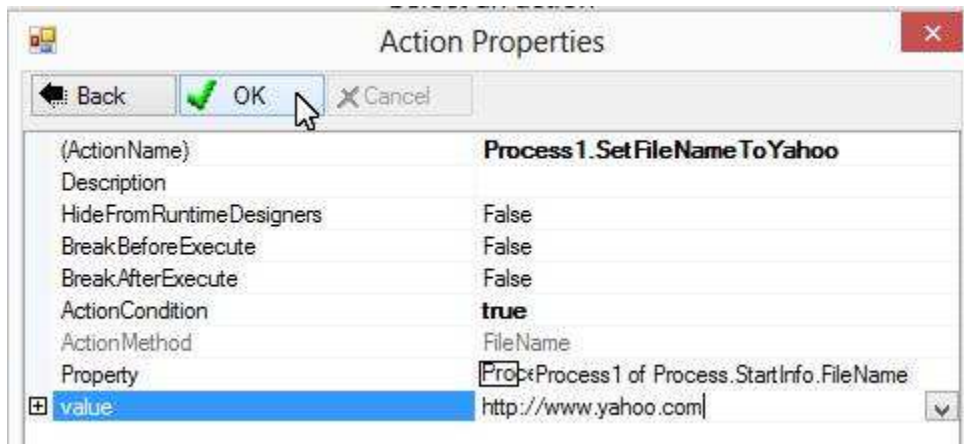 Action Properties
Back OK Cancel
(ActionName) Process1.SetFileNameToYahoo
Description
HideFromRuntimeDesigners False
BreakBeforeExecute False
BreakAfterExecute False
ActionCondition true
ActionMethod FileName
Property Process1 of Process.StartInfo.FileName
value http://www.yahoo.com